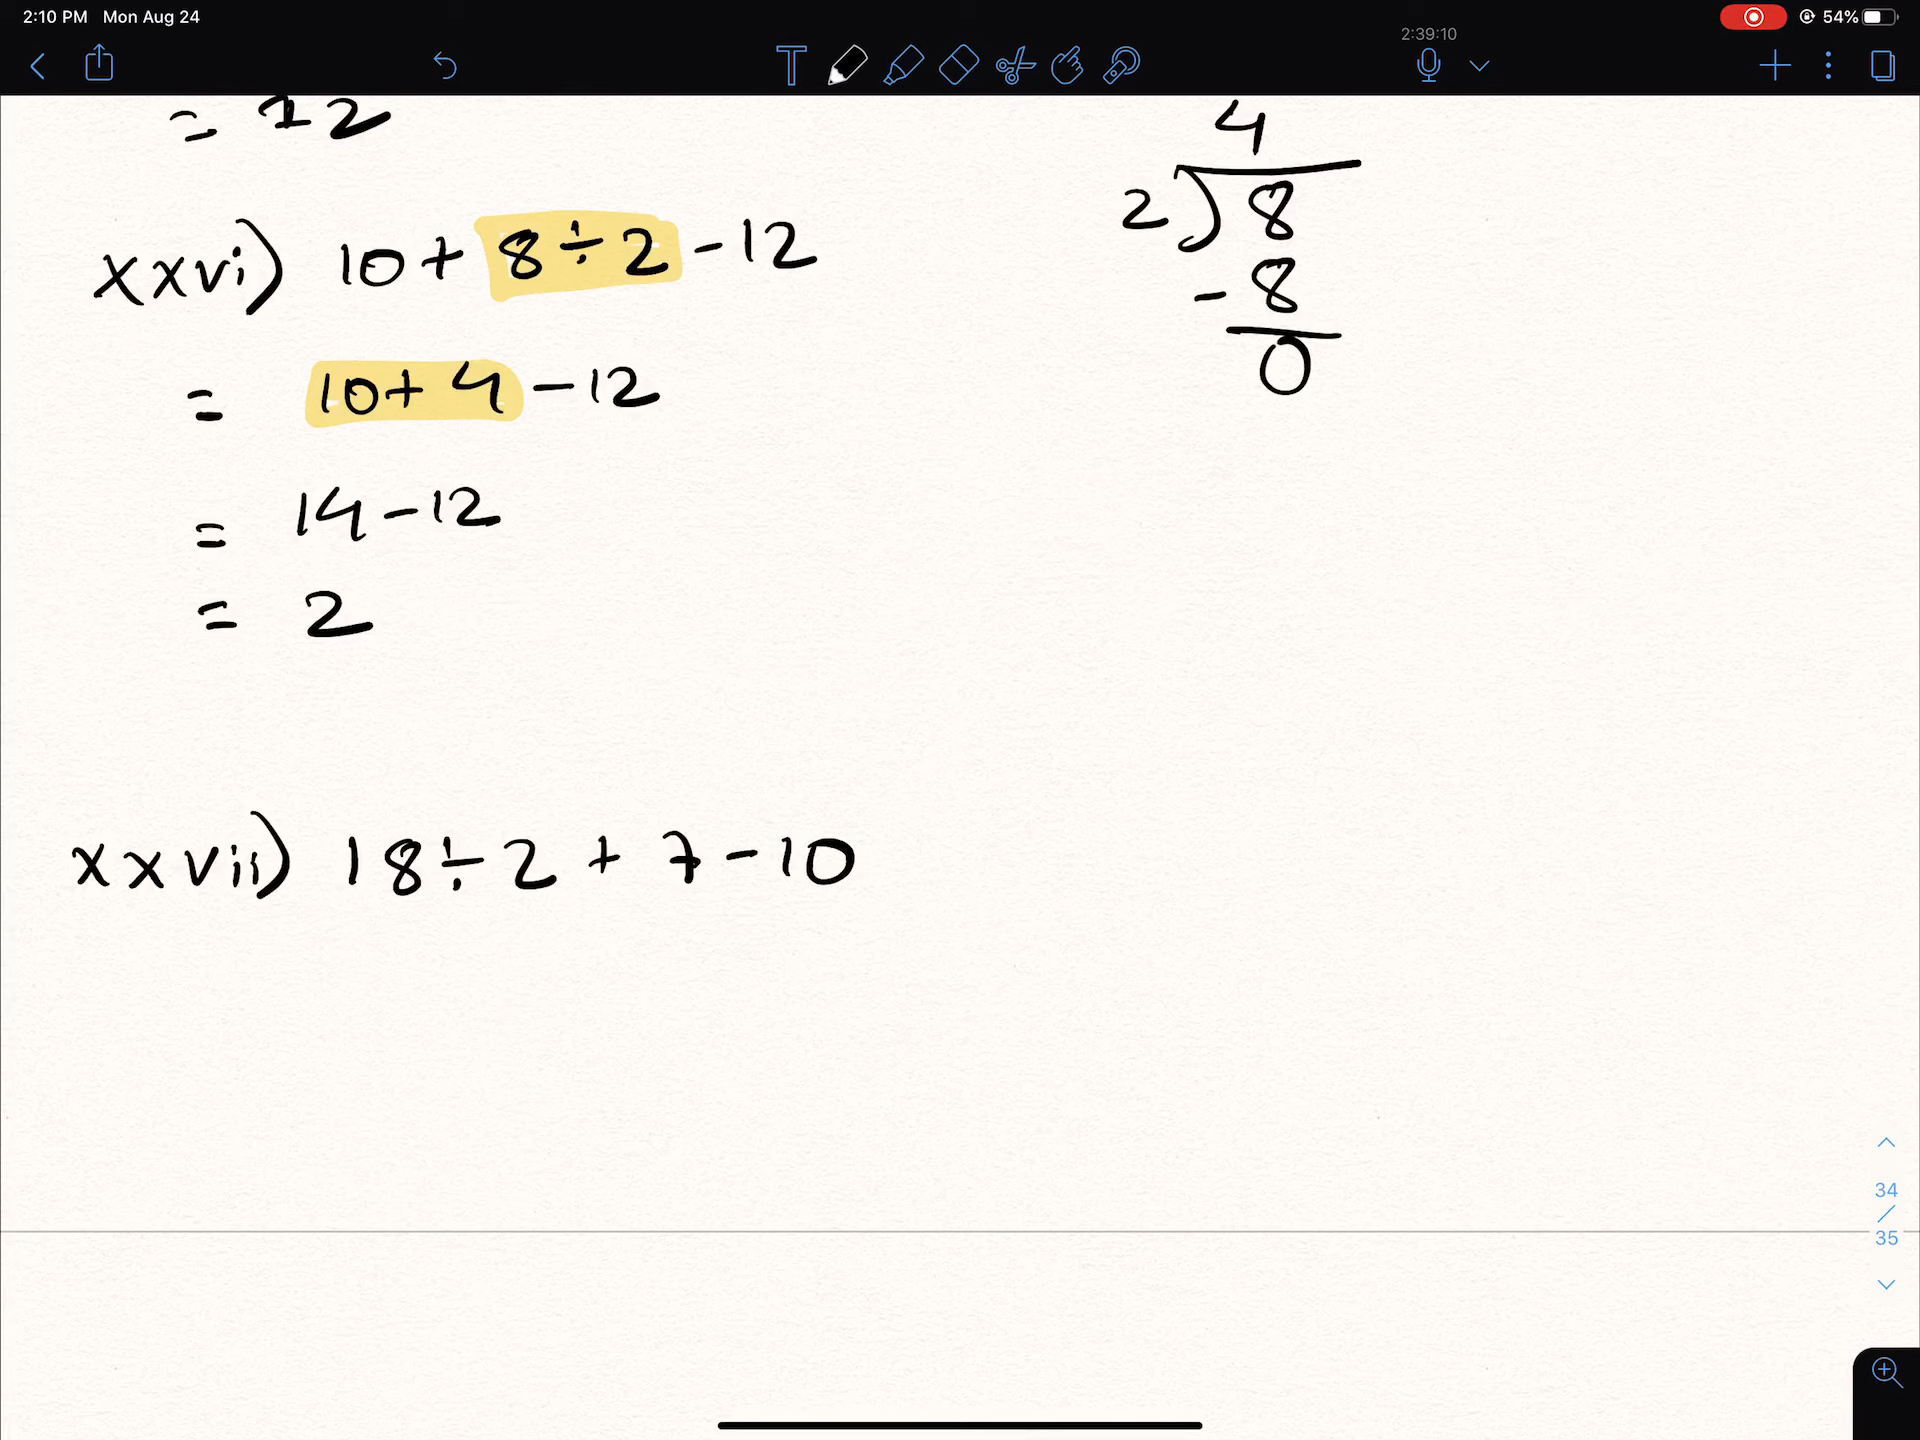 2:10 PM Mon Aug 24
54%
2:39:10
= 12
xxvi) 10 + 8 ÷ 2 - 12
= 10 + 4 - 12
= 14 - 12
= 2
4
2)8
- 8
0
xxvii) 18 ÷ 2 + 7 - 10
34
/
35